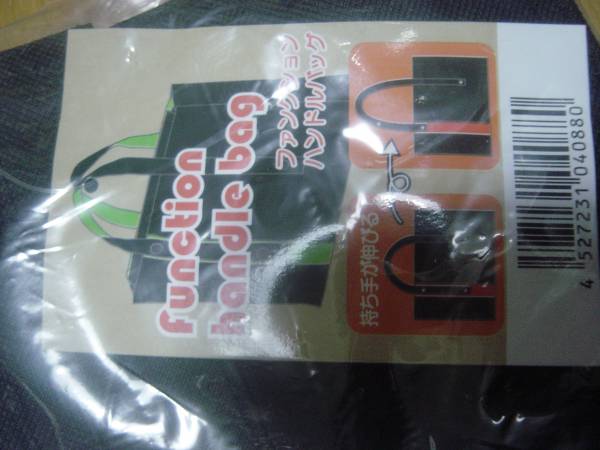 function
handle bag
ファンクション
ハンドルバッグ
持ち手が伸びる
4 527231 040880